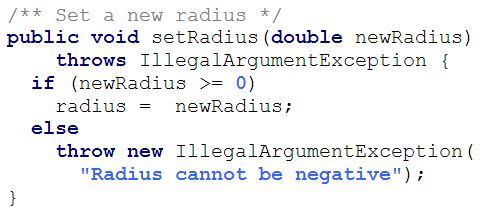 /** Set a new radius */
public void setRadius(double newRadius)
    throws IllegalArgumentException {
  if (newRadius >= 0)
    radius =  newRadius;
  else
    throw new IllegalArgumentException(
      "Radius cannot be negative");
}